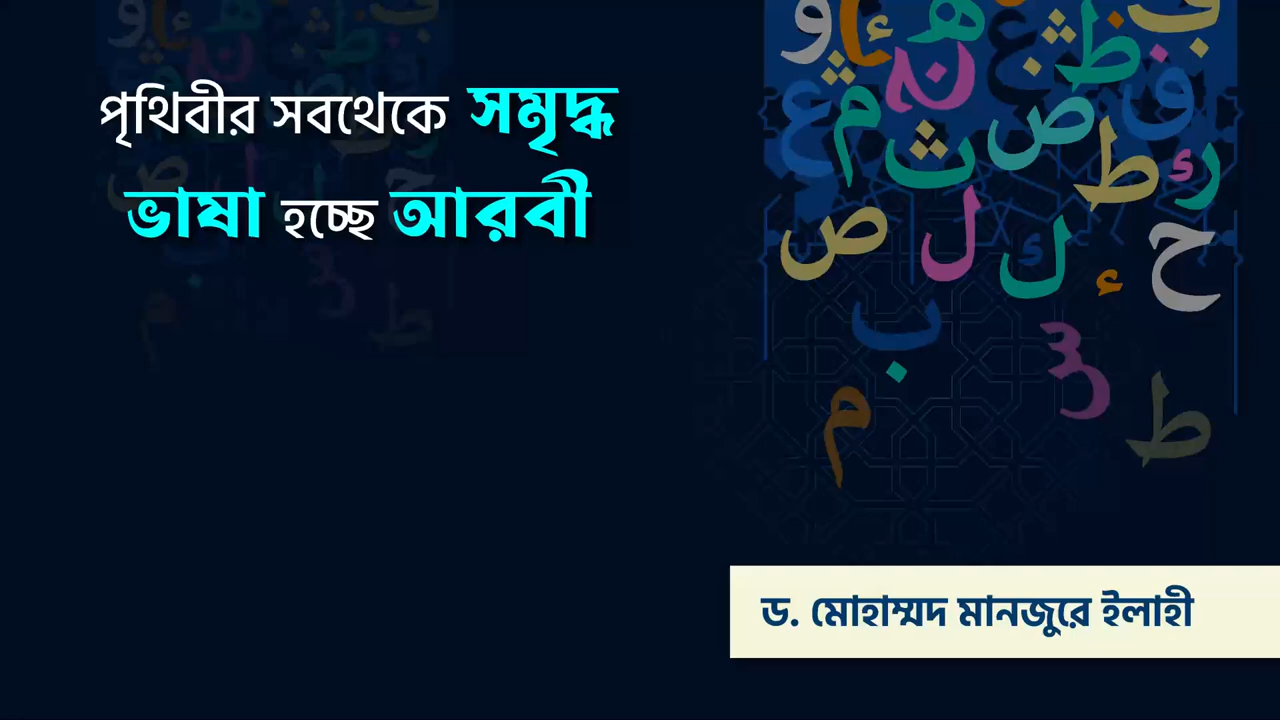 পৃথিবীর সবথেকে সমৃদ্ধ
ভাষা হচ্ছে আরবী
ড. মোহাম্মদ মানজুরে ইলাহী